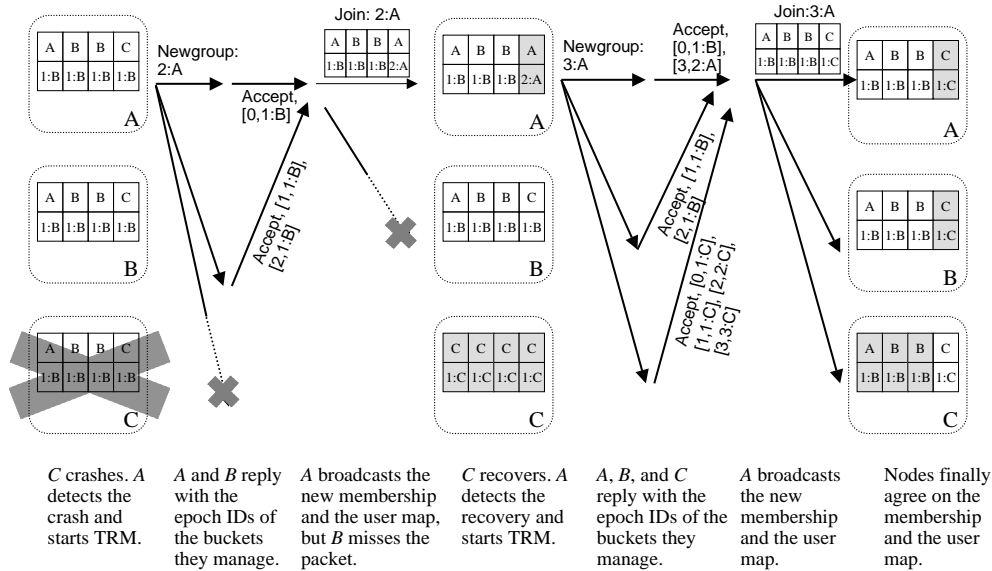 A B B C
1:B 1:B 1:B 1:B
A
Newgroup:
2:A
Accept,
[0,1:B]
Join: 2:A
A B B A
1:B 1:B 1:B 2:A
A B B A
1:B 1:B 1:B 2:A
A
Newgroup:
3:A
Accept,
[0,1:B],
[3,2:A]
Join:3:A
A B B C
1:B 1:B 1:B 1:C
A B B C
1:B 1:B 1:B 1:C
A
A B B C
1:B 1:B 1:B 1:B
B
Accept, [1,1:B],
[2,1:B]
A B B C
1:B 1:B 1:B 1:B
B
Accept, [1,1:B],
[2,1:B]
A B B C
1:B 1:B 1:B 1:C
B
A B B C
1:B 1:B 1:B 1:B
C
C C C C
1:C 1:C 1:C 1:C
C
Accept, [0,1:C],
[1,1:C], [2,2:C],
[3,3:C]
A B B C
1:B 1:B 1:B 1:C
C
C crashes. A
detects the
crash and
starts TRM.
A and B reply
with the
epoch IDs of
the buckets
they manage.
A broadcasts the
new membership
and the user map,
but B misses the
packet.
C recovers. A
detects the
recovery and
starts TRM.
A, B, and C
reply with the
epoch IDs of the
buckets they
manage.
A broadcasts
the new
membership
and the user
map.
Nodes finally
agree on the
membership
and the user
map.